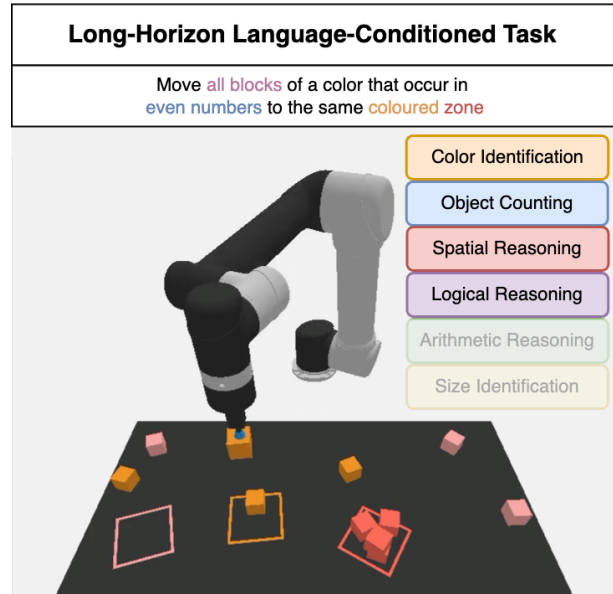 Long-Horizon Language-Conditioned Task
Move all blocks of a color that occur in
even numbers to the same coloured zone
Color Identification
Object Counting
Spatial Reasoning
Logical Reasoning
Arithmetic Reasoning
Size Identification